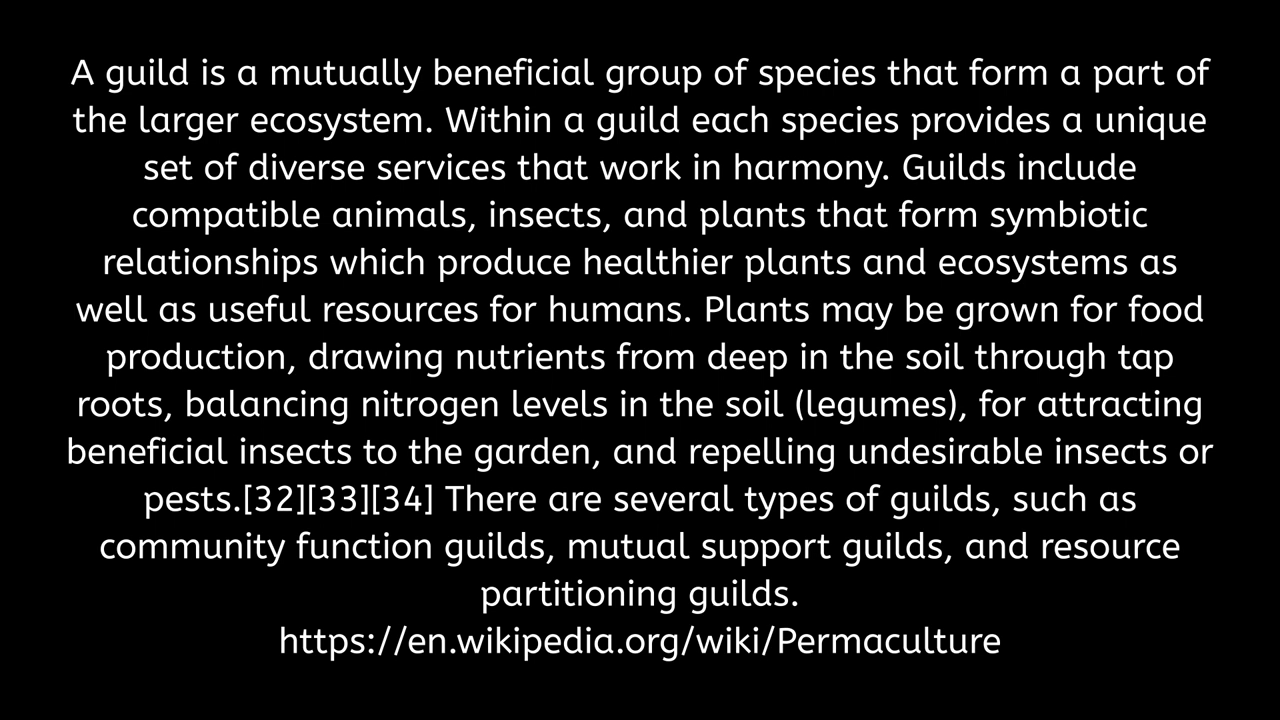 A guild is a mutually beneficial group of species that form a part of
the larger ecosystem. Within a guild each species provides a unique
set of diverse services that work in harmony. Guilds include
compatible animals, insects, and plants that form symbiotic
relationships which produce healthier plants and ecosystems as
well as useful resources for humans. Plants may be grown for food
production, drawing nutrients from deep in the soil through tap
roots, balancing nitrogen levels in the soil (legumes), for attracting
beneficial insects to the garden, and repelling undesirable insects or
pests.[32][33][34] There are several types of guilds, such as
community function guilds, mutual support guilds, and resource
partitioning guilds.
https://en.wikipedia.org/wiki/Permaculture